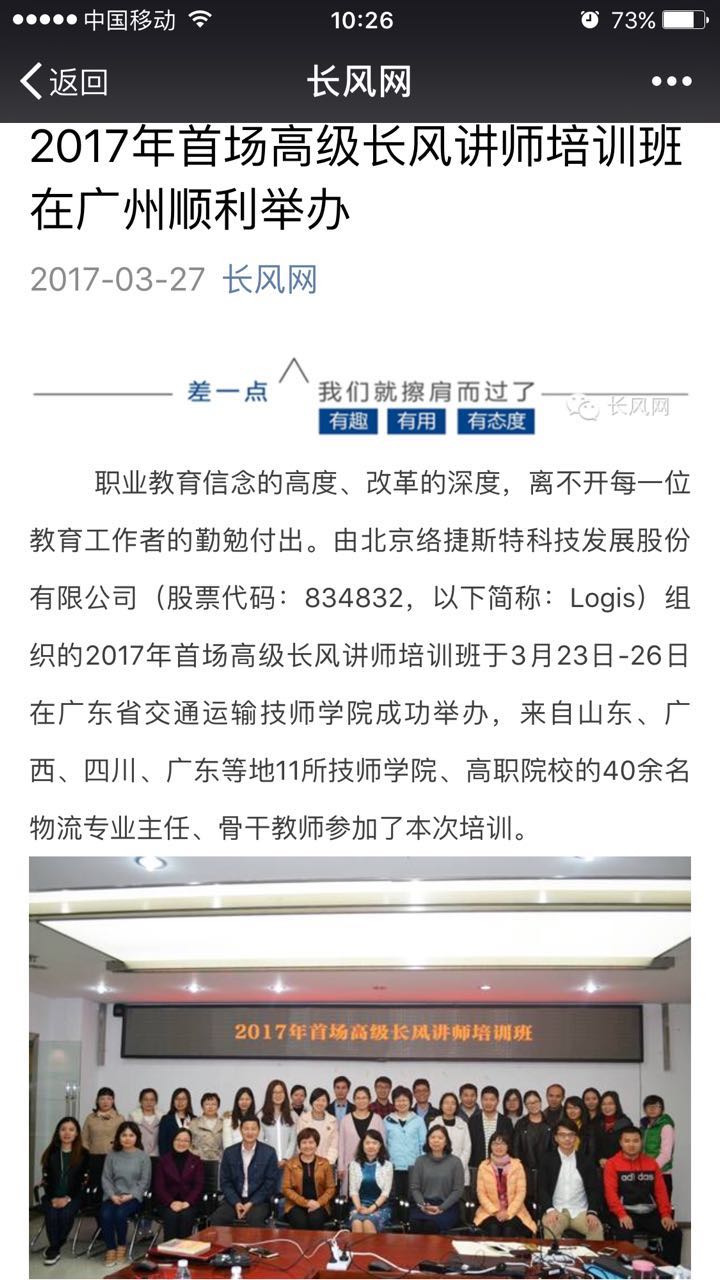 中国移动 10:26 73%
返回 长风网
2017年首场高级长风讲师培训班
在广州顺利举办
2017-03-27 长风网
差一点 我们就擦肩而过了
有趣 有用 有态度 长风网
职业教育信念的高度、改革的深度，离不开每一位
教育工作者的勤勉付出。由北京络捷斯特科技发展股份
有限公司（股票代码：834832，以下简称：Logis）组
织的2017年首场高级长风讲师培训班于3月23日-26日
在广东省交通运输技师学院成功举办，来自山东、广
西、四川、广东等地11所技师学院、高职院校的40余名
物流专业主任、骨干教师参加了本次培训。
2017年首场高级长风讲师培训班
adidas